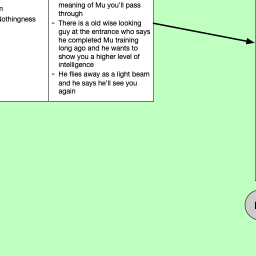 meaning of Mu you'll pass
through
Nothingness
- There is a old wise looking
guy at the entrance who says
he completed Mu training
long ago and he wants to
show you a higher level of
intelligence
- He flies away as a light beam
and he says he'll see you
again